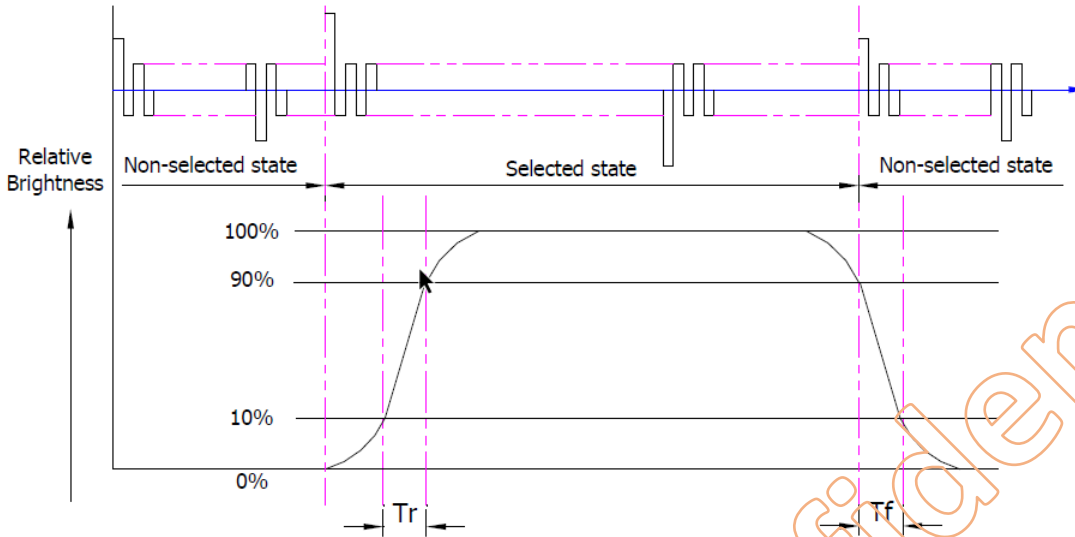 Relative
Brightness
Non-selected state
Selected state
Non-selected state
100%
90%
10%
0%
Tr
Tf